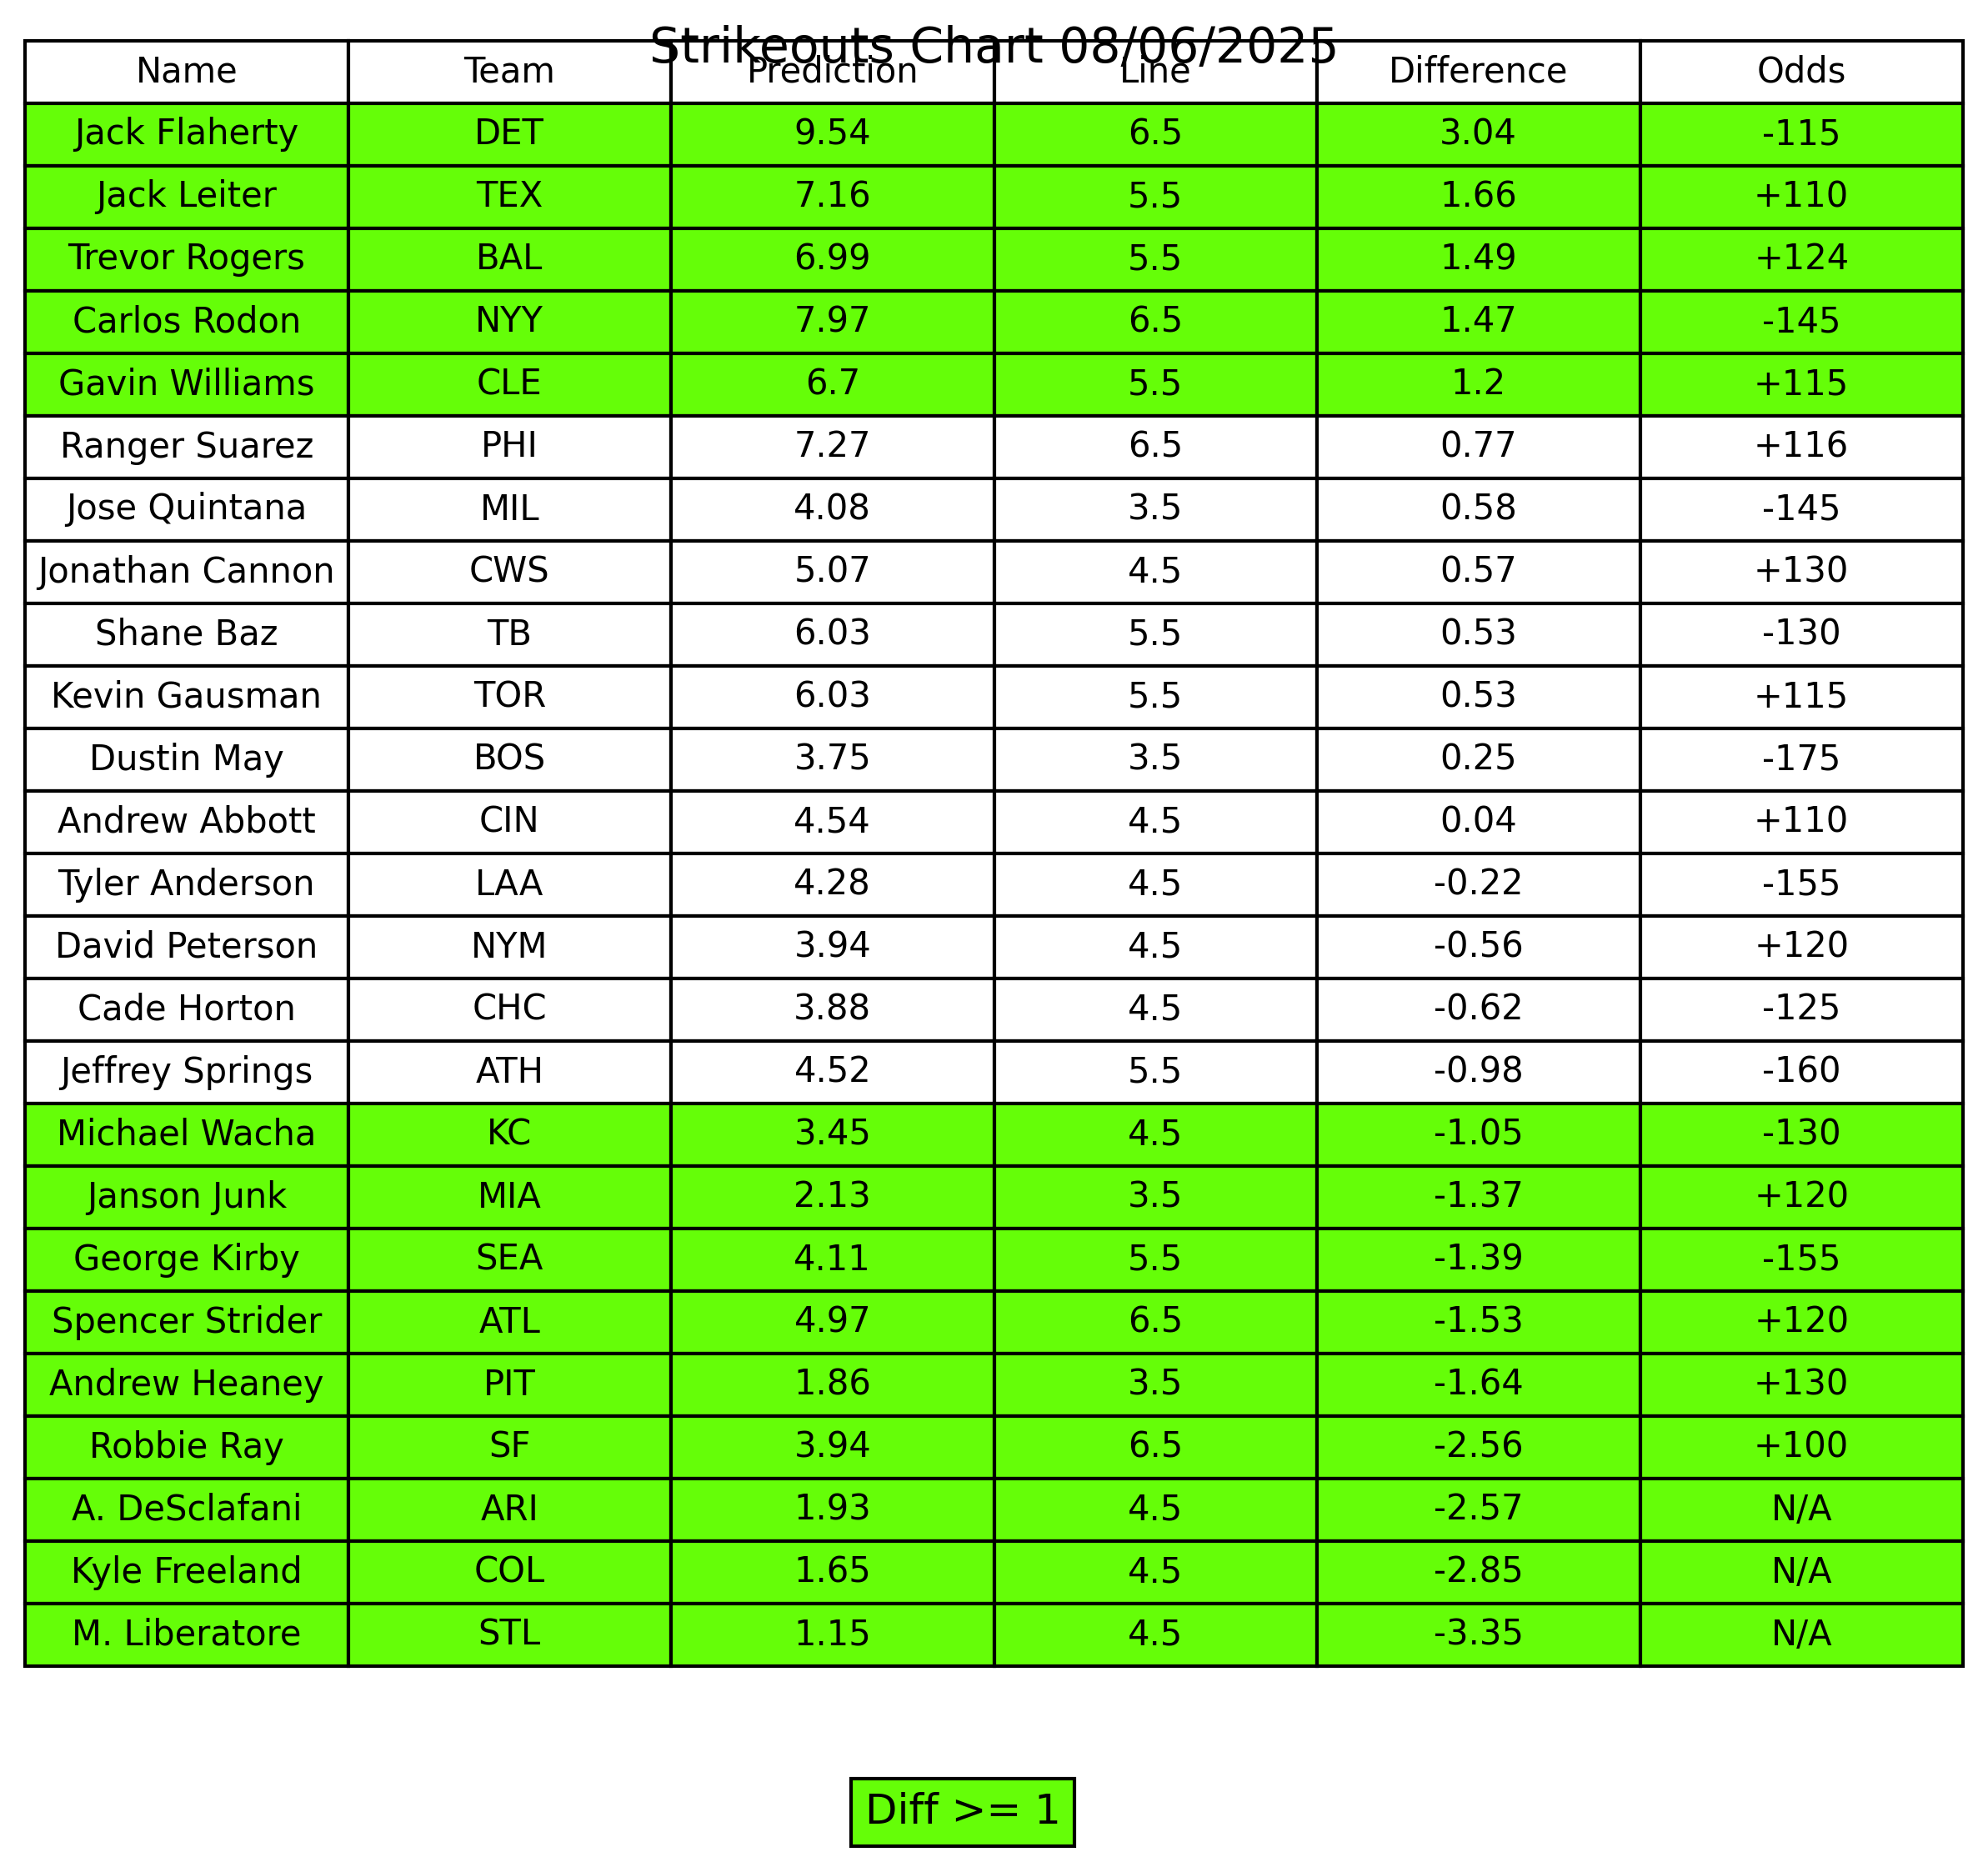 Strikeouts Chart 08/06/2025
Name Team Prediction Line Difference Odds
Jack Flaherty DET 9.54 6.5 3.04 -115
Jack Leiter TEX 7.16 5.5 1.66 +110
Trevor Rogers BAL 6.99 5.5 1.49 +124
Carlos Rodon NYY 7.97 6.5 1.47 -145
Gavin Williams CLE 6.7 5.5 1.2 +115
Ranger Suarez PHI 7.27 6.5 0.77 +116
Jose Quintana MIL 4.08 3.5 0.58 -145
Jonathan Cannon CWS 5.07 4.5 0.57 +130
Shane Baz TB 6.03 5.5 0.53 -130
Kevin Gausman TOR 6.03 5.5 0.53 +115
Dustin May BOS 3.75 3.5 0.25 -175
Andrew Abbott CIN 4.54 4.5 0.04 +110
Tyler Anderson LAA 4.28 4.5 -0.22 -155
David Peterson NYM 3.94 4.5 -0.56 +120
Cade Horton CHC 3.88 4.5 -0.62 -125
Jeffrey Springs ATH 4.52 5.5 -0.98 -160
Michael Wacha KC 3.45 4.5 -1.05 -130
Janson Junk MIA 2.13 3.5 -1.37 +120
George Kirby SEA 4.11 5.5 -1.39 -155
Spencer Strider ATL 4.97 6.5 -1.53 +120
Andrew Heaney PIT 1.86 3.5 -1.64 +130
Robbie Ray SF 3.94 6.5 -2.56 +100
A. DeSclafani ARI 1.93 4.5 -2.57 N/A
Kyle Freeland COL 1.65 4.5 -2.85 N/A
M. Liberatore STL 1.15 4.5 -3.35 N/A
Diff >= 1